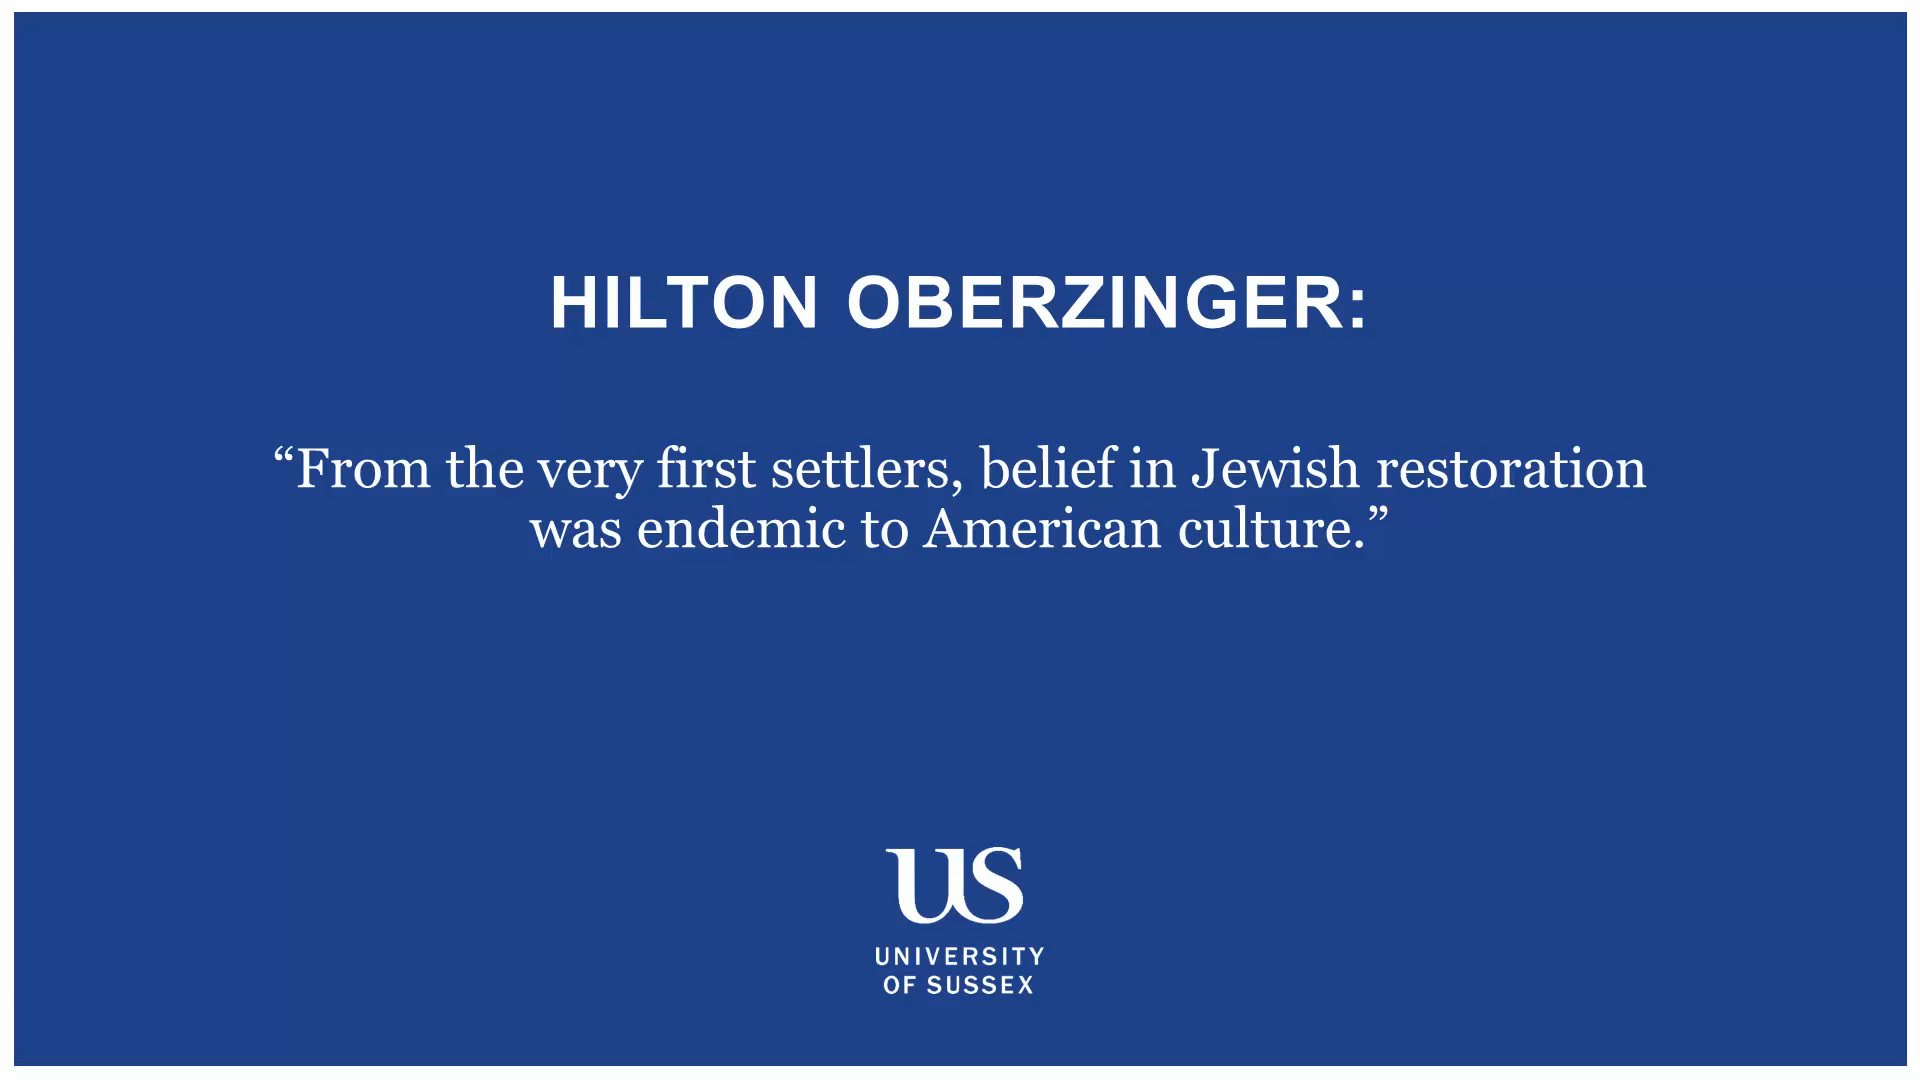 HILTON OBERZINGER:
“From the very first settlers, belief in Jewish restoration
was endemic to American culture.”
US
UNIVERSITY
OF SUSSEX